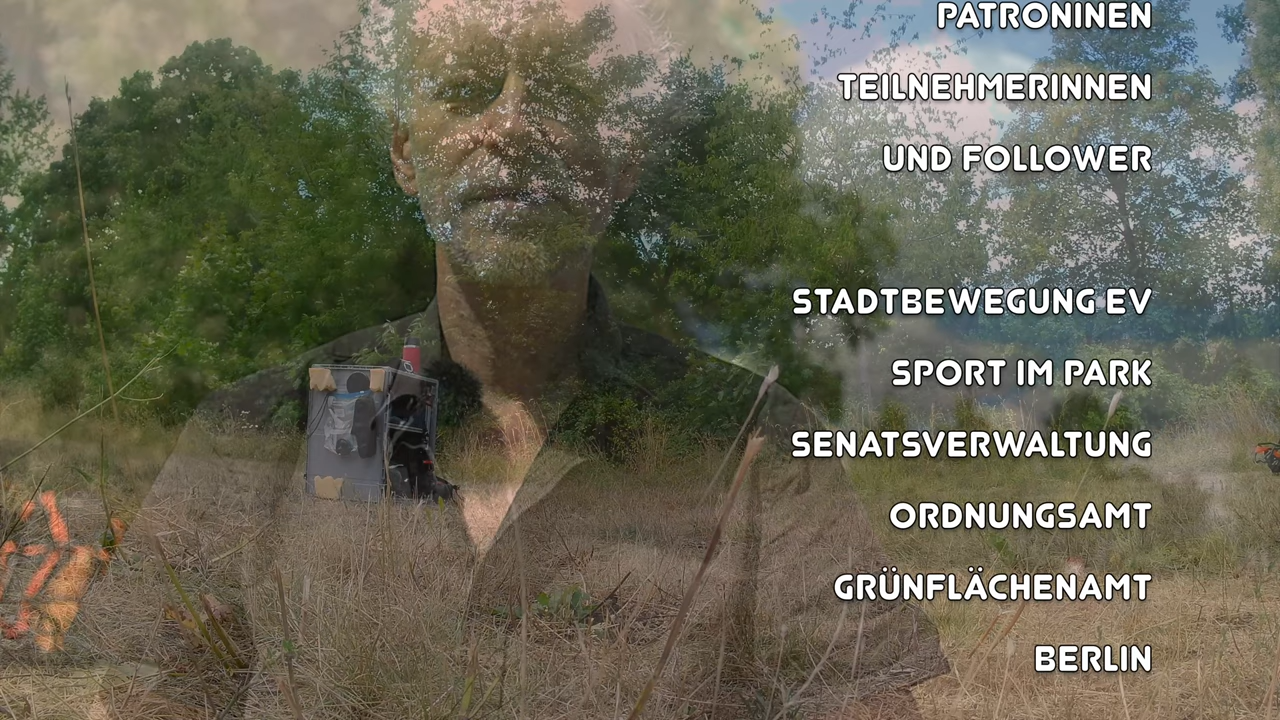 PATRONINEN
TEILNEHMERINNEN
UND FOLLOWER
STADTBEWEGUNG EV
SPORT IM PARK
SENATSVERWALTUNG
ORDNUNGSAMT
GRÜNFLÄCHENAMT
BERLIN